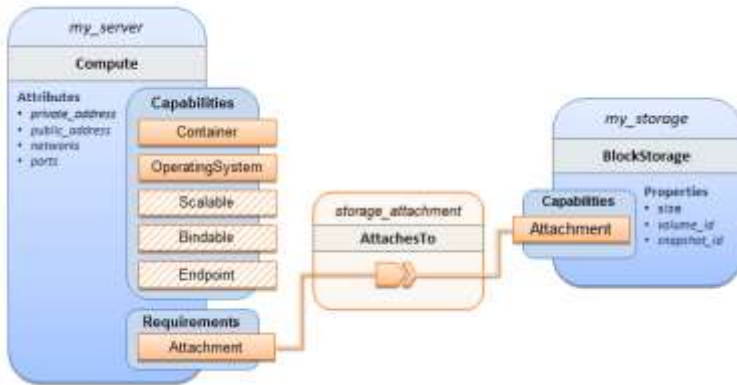 my_server
Compute
Attributes
• private_address
• public_address
• networks
• ports
Capabilities
Container
OperatingSystem
Scalable
Bindable
Endpoint
Requirements
Attachment
storage_attachment
AttachesTo
my_storage
BlockStorage
Capabilities
Attachment
Properties
• size
• volume_id
• snapshot_id